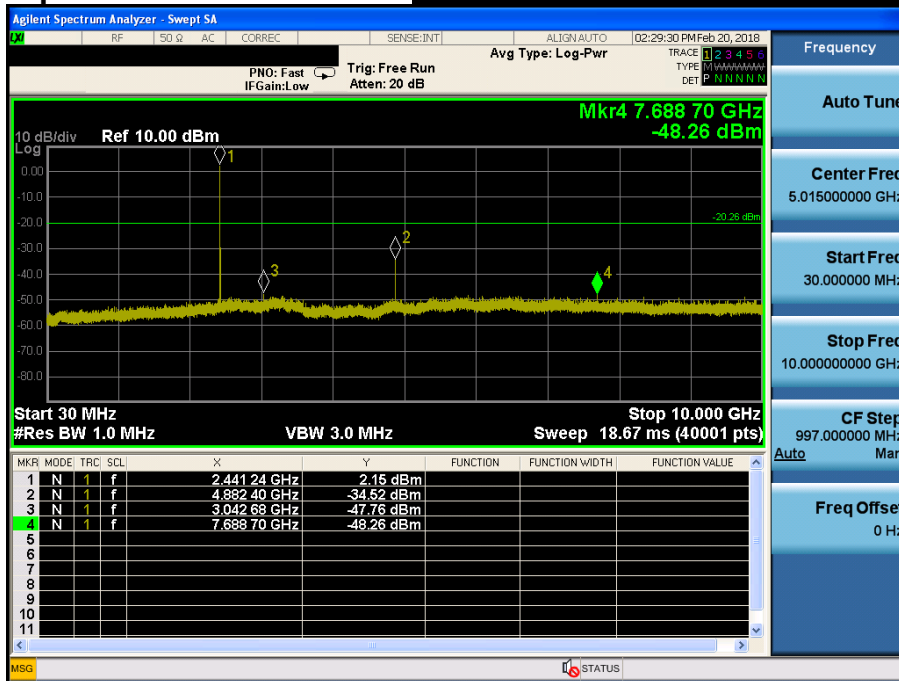 Agilent Spectrum Analyzer - Swept SA
LXI RF 50 Ω AC CORREC SENSE:INT ALIGN AUTO 02:29:30 PM Feb 20, 2018
Frequency
PNO: Fast Trig: Free Run Avg Type: Log-Pwr TRACE 1 2 3 4 5 6
IFGain:Low Atten: 20 dB TYPE M WWWWW
DET P N N N N N
Auto Tune
Mkr4 7.688 70 GHz
-48.26 dBm
10 dB/div Ref 10.00 dBm
Log
1
0.00
-10.0
-20.0
-20.26 dBm
-30.0
2
-40.0
3
4
-50.0
-60.0
-70.0
-80.0
Start 30 MHz Stop 10.000 GHz
#Res BW 1.0 MHz VBW 3.0 MHz Sweep 18.67 ms (40001 pts)
Center Freq
5.015000000 GHz
Start Freq
30.000000 MHz
Stop Freq
10.000000000 GHz
CF Step
997.000000 MHz
Auto Man
Freq Offset
0 Hz
MKR MODE TRC SCL X Y FUNCTION FUNCTION WIDTH FUNCTION VALUE
1 N 1 f 2.441 24 GHz 2.15 dBm
2 N 1 f 4.882 40 GHz -34.52 dBm
3 N 1 f 3.042 68 GHz -47.76 dBm
4 N 1 f 7.688 70 GHz -48.26 dBm
5
6
7
8
9
10
11
MSG STATUS